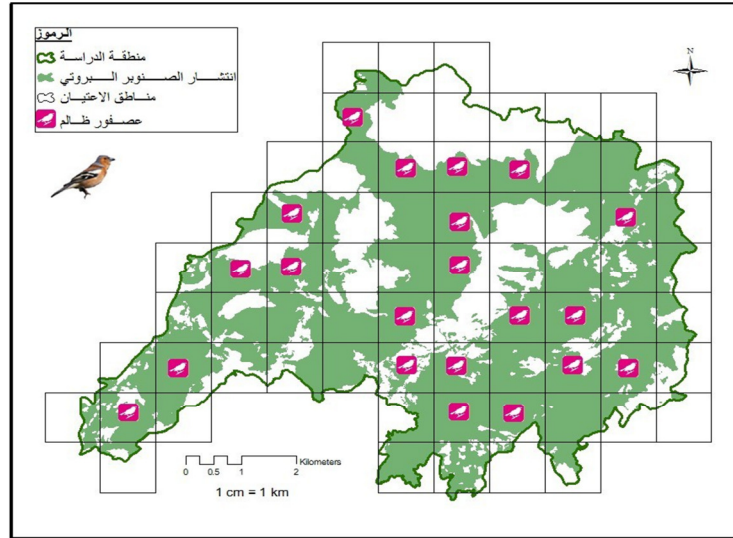 الرموز
منطقة الدراسة
انتشار الصنوبر البروتي
مناطق الاعتيان
عصفور ظالم
N
Kilometers
0 0.5 1 2
1 cm = 1 km